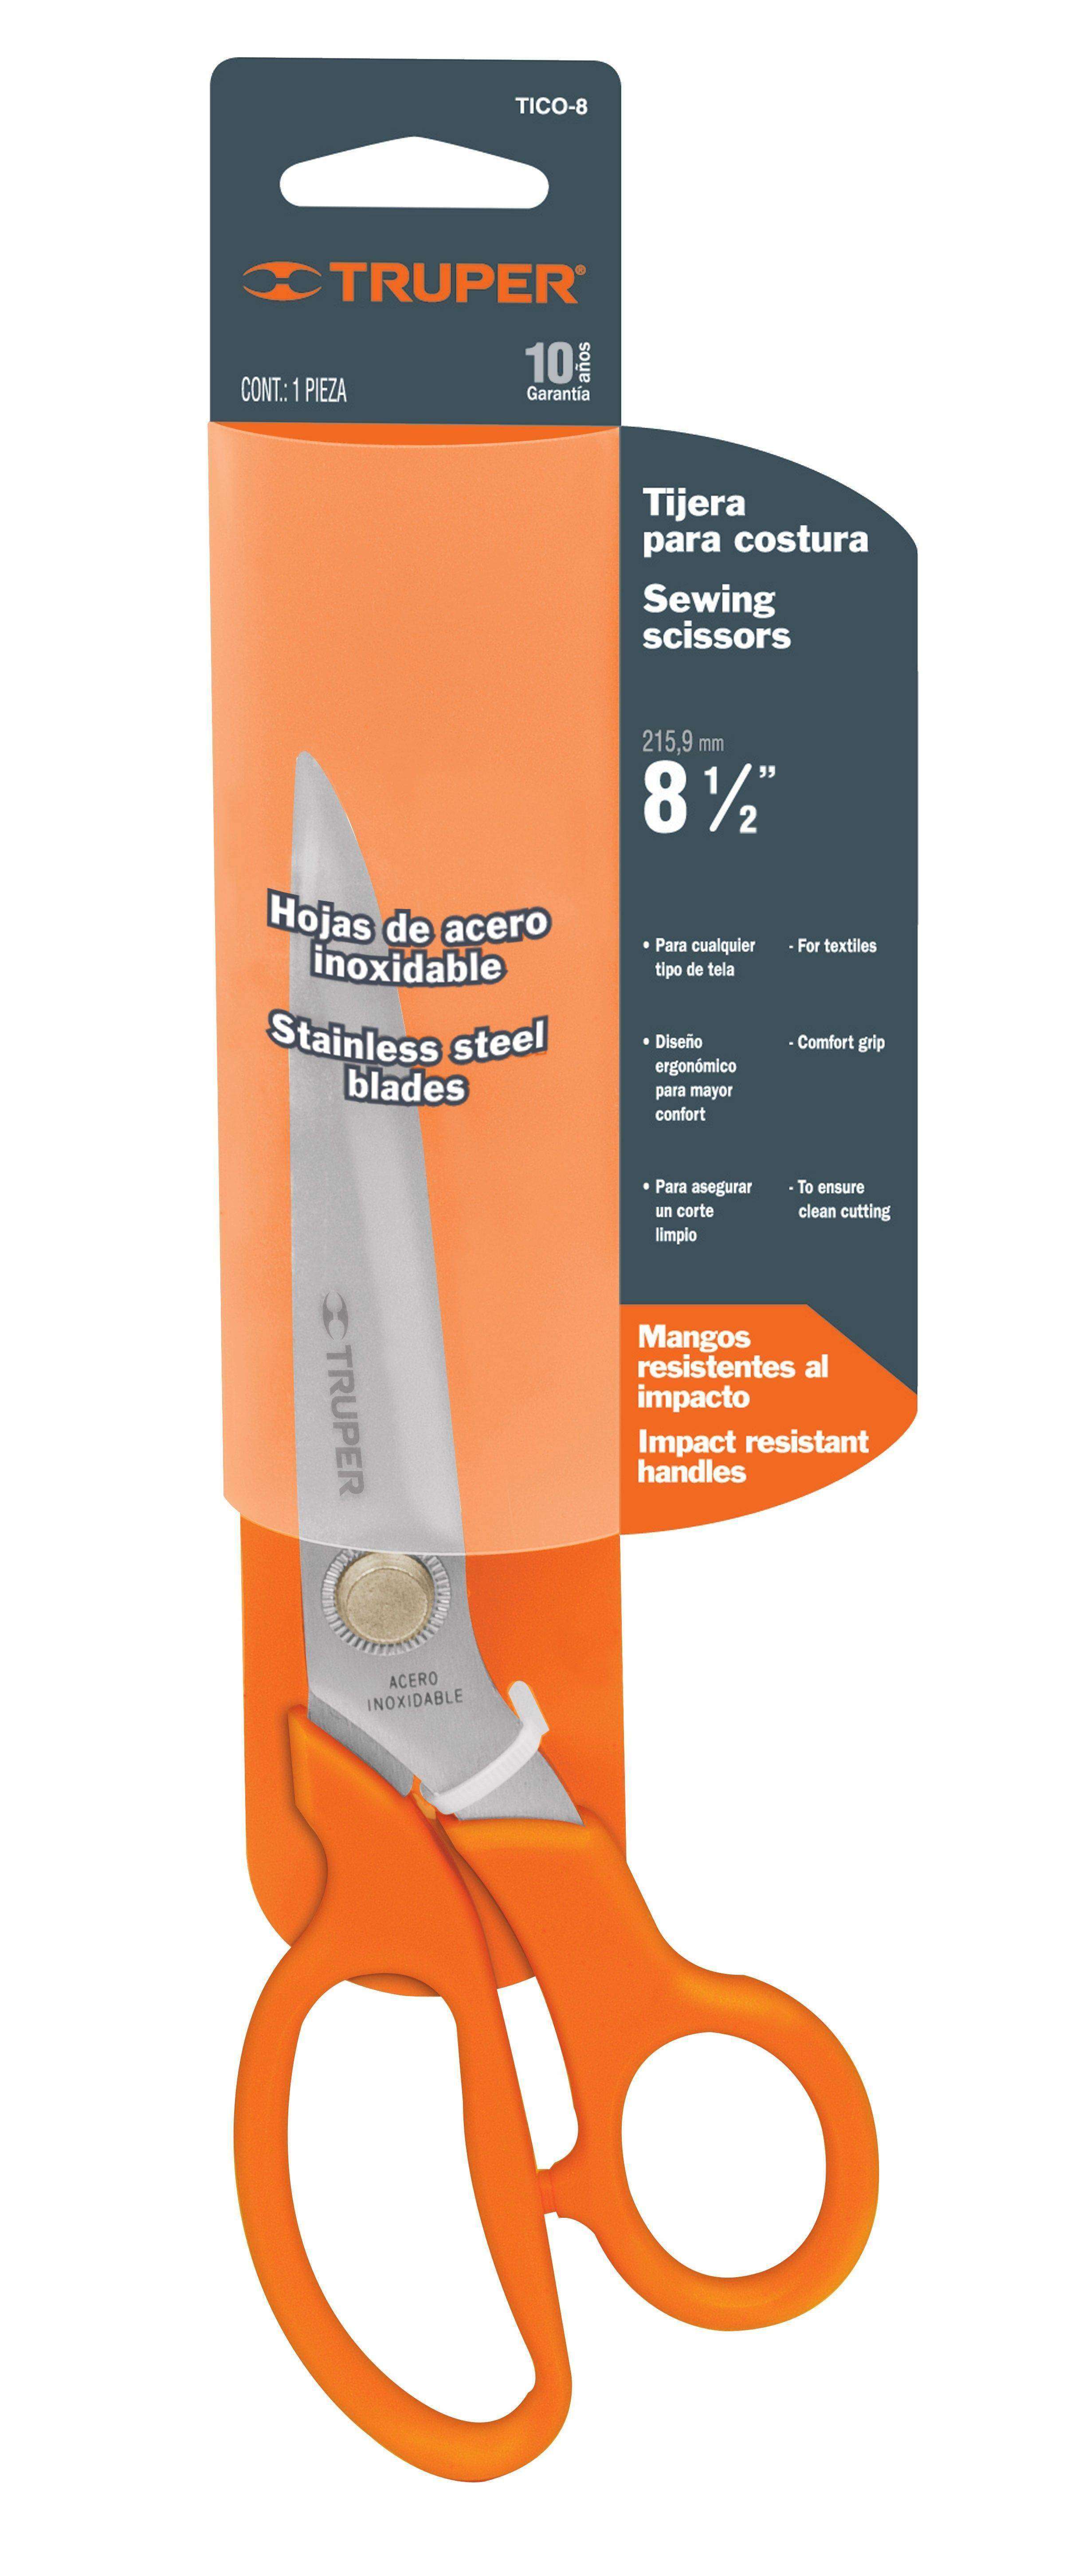 TICO-8
TRUPER®
10 años
Garantía
CONT.: 1 PIEZA
Tijera
para costura
Sewing
scissors
215,9 mm
8 1/2”
Hojas de acero
inoxidable
Stainless steel
blades
• Para cualquier
tipo de tela
- For textiles
• Diseño
ergonómico
para mayor
confort
- Comfort grip
• Para asegurar
un corte
limpio
- To ensure
clean cutting
Mangos
resistentes al
impacto
Impact resistant
handles
TRUPER
ACERO
INOXIDABLE